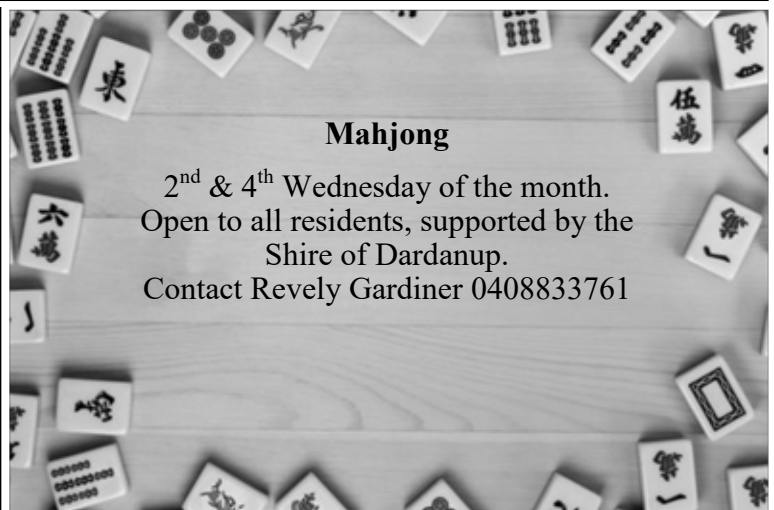 Mahjong
2nd & 4th Wednesday of the month.
Open to all residents, supported by the
Shire of Dardanup.
Contact Revely Gardiner 0408833761
東
伍
萬
六
萬